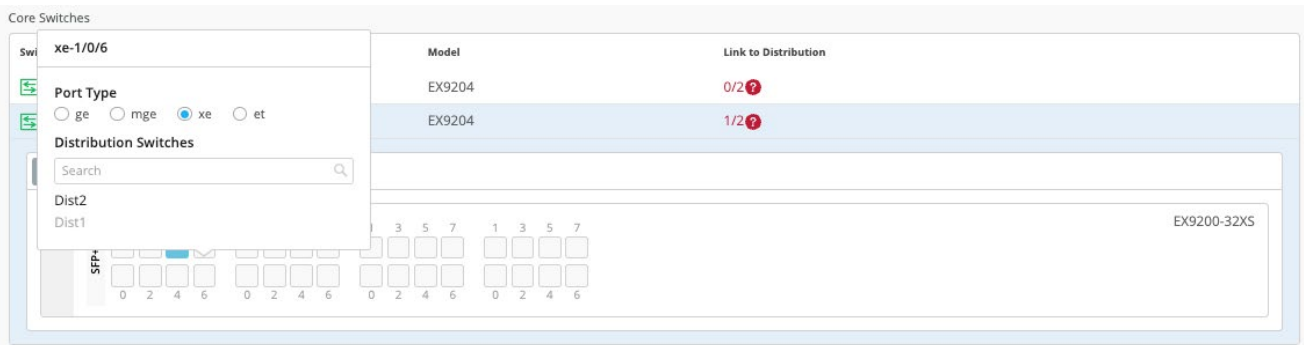 Core Switches
Swi
Model
Link to Distribution
EX9204
0/2?
EX9204
1/2?
xe-1/0/6
Port Type
ge mge xe et
Distribution Switches
Search
Dist2
Dist1
3 5 7 1 3 5 7
EX9200-32XS
SFP+
0 2 4 6 0 2 4 6 0 2 4 6 0 2 4 6